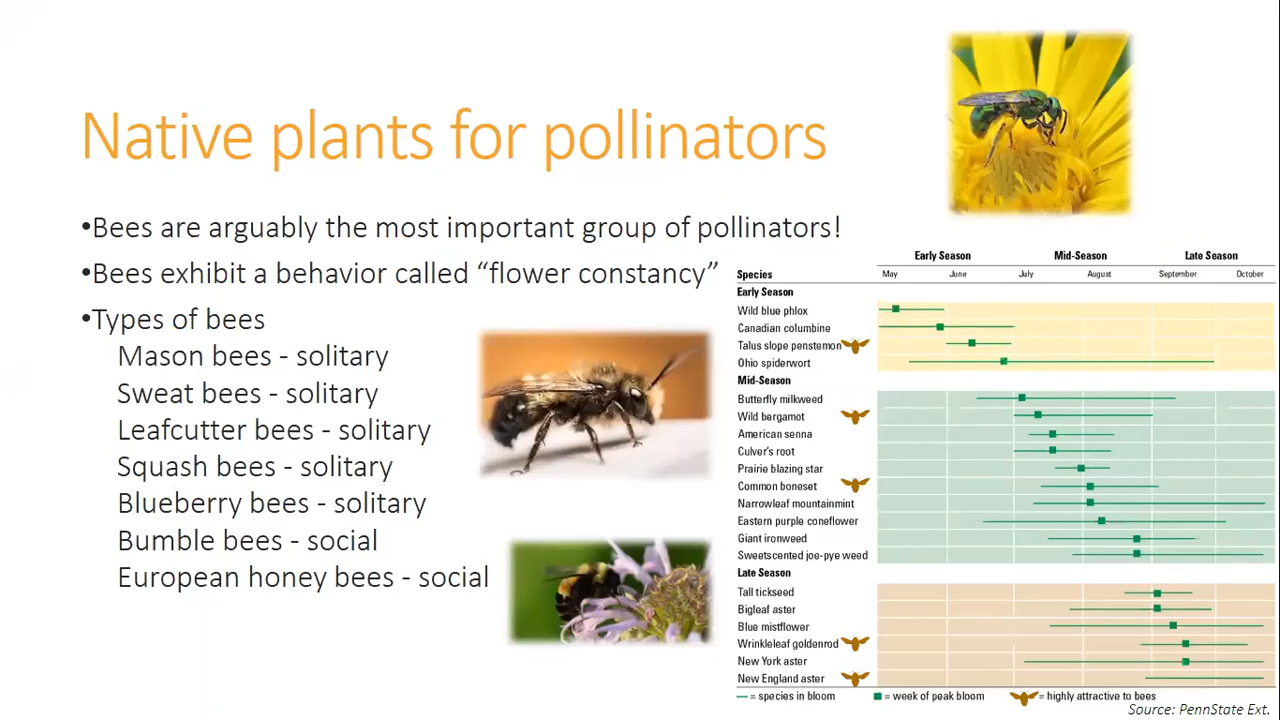 Native plants for pollinators
•Bees are arguably the most important group of pollinators!
•Bees exhibit a behavior called “flower constancy”
•Types of bees
Mason bees - solitary
Sweat bees - solitary
Leafcutter bees - solitary
Squash bees - solitary
Blueberry bees - solitary
Bumble bees - social
European honey bees - social
Early Season Mid-Season Late Season
Species May June July August September October
Early Season
Wild blue phlox
Canadian columbine
Talus slope penstemon
Ohio spiderwort
Mid-Season
Butterfly milkweed
Wild bergamot
American senna
Culver's root
Prairie blazing star
Common boneset
Narrowleaf mountainmint
Eastern purple coneflower
Giant ironweed
Sweetscented joe-pye weed
Late Season
Tall tickseed
Bigleaf aster
Blue mistflower
Wrinkleleaf goldenrod
New York aster
New England aster
= species in bloom = week of peak bloom = highly attractive to bees
Source: PennState Ext.